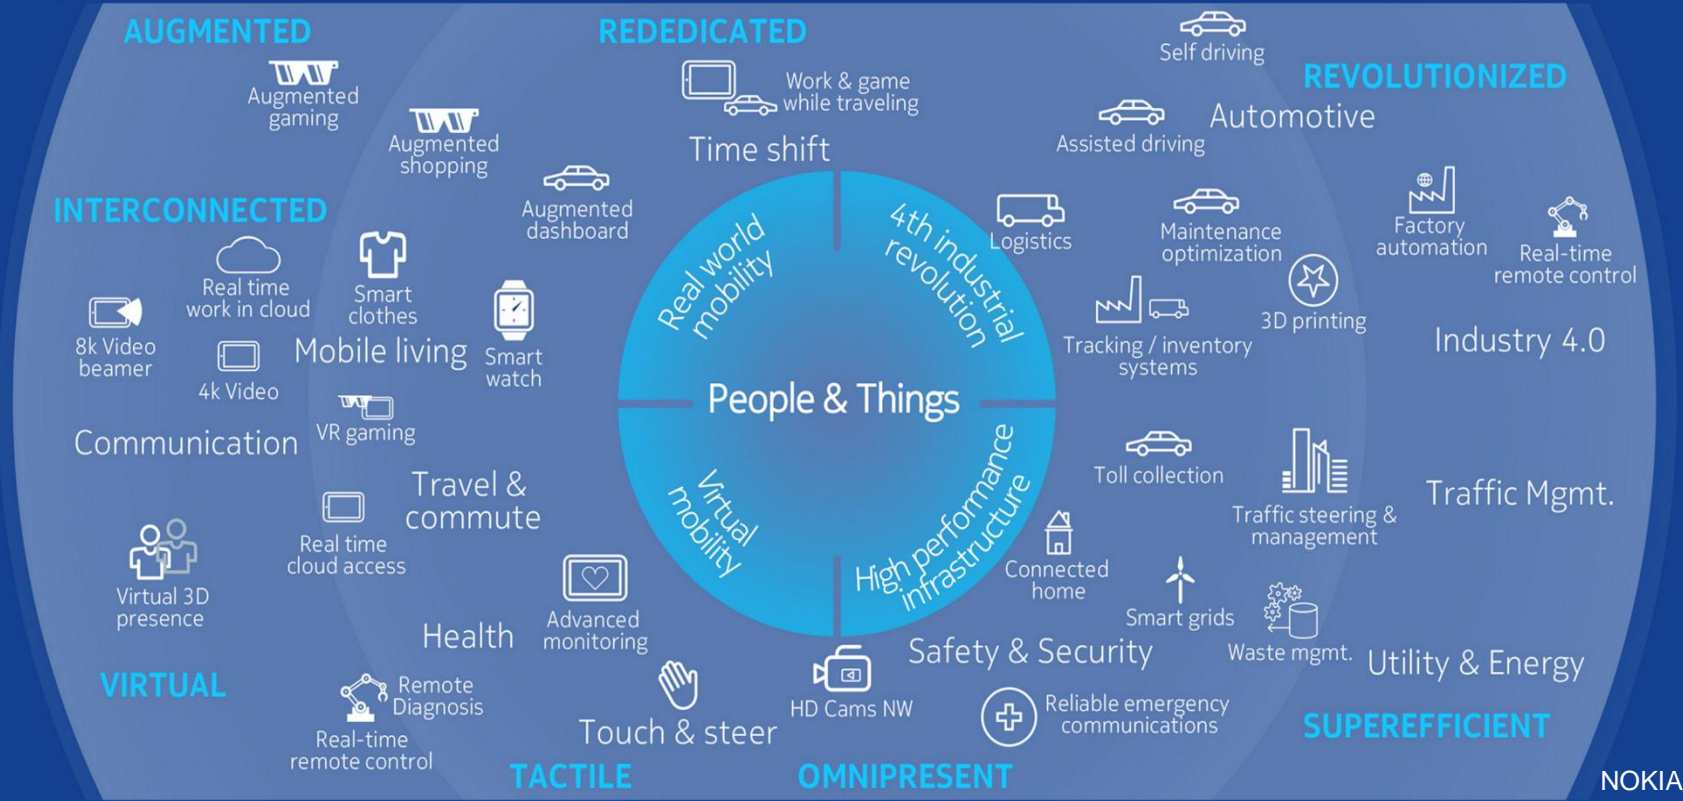 AUGMENTED
REDEDICATED
Self driving
REVOLUTIONIZED
Augmented
gaming
Work & game
while traveling
Augmented
shopping
Time shift
Assisted driving
Automotive
INTERCONNECTED
Augmented
dashboard
Real world
mobility
4th industrial
revolution
Logistics
Maintenance
optimization
Factory
automation
Real-time
remote control
Real time
work in cloud
Smart
clothes
8k Video
beamer
4k Video
Mobile living
Smart
watch
Tracking / inventory
systems
3D printing
Industry 4.0
People & Things
Communication
VR gaming
Travel &
commute
Virtual
mobility
High performance
infrastructure
Toll collection
Traffic steering &
management
Traffic Mgmt.
Real time
cloud access
Virtual 3D
presence
Health
Advanced
monitoring
Connected
home
Smart grids
Waste mgmt.
Safety & Security
Utility & Energy
VIRTUAL
Remote
Diagnosis
Real-time
remote control
Touch & steer
HD Cams NW
Reliable emergency
communications
SUPEREFFICIENT
TACTILE
OMNIPRESENT
NOKIA